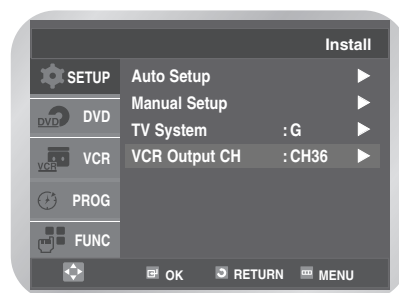 Install
SETUP
DVD
DVD
VCR
VCR
PROG
FUNC
Auto Setup
Manual Setup
TV System : G
VCR Output CH : CH36
OK RETURN MENU